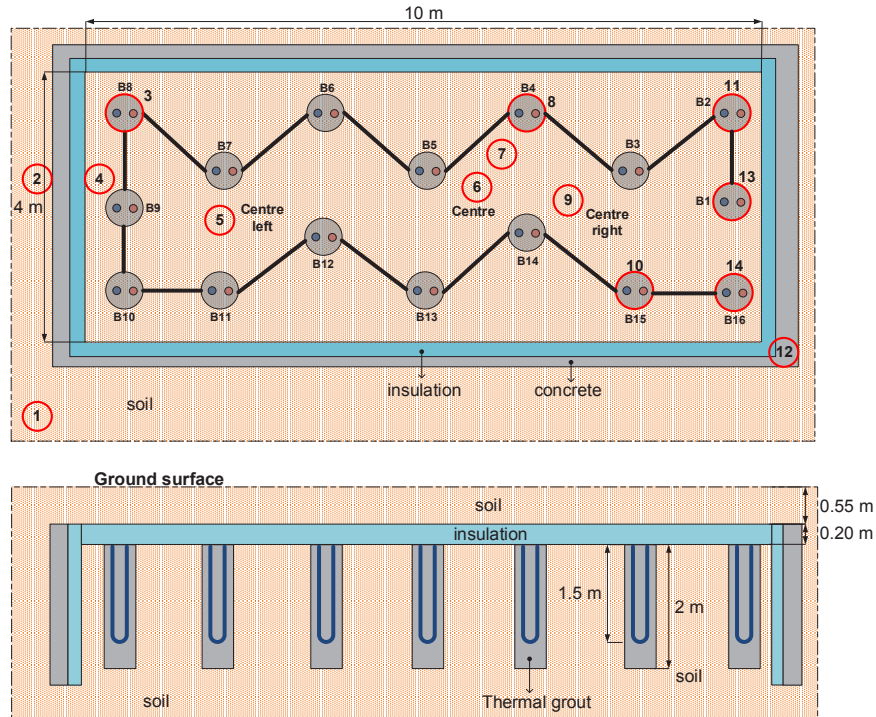 10 m
B8
3
B6
B4
8
11
B2
B7
B5
7
B3
2
4
6
13
4 m
B9
5
Centre
left
Centre
9
Centre
right
B1
B12
B14
10
14
B10
B11
B13
B15
B16
12
insulation
concrete
soil
1
Ground surface
soil
0.55 m
insulation
0.20 m
1.5 m
2 m
soil
soil
Thermal grout